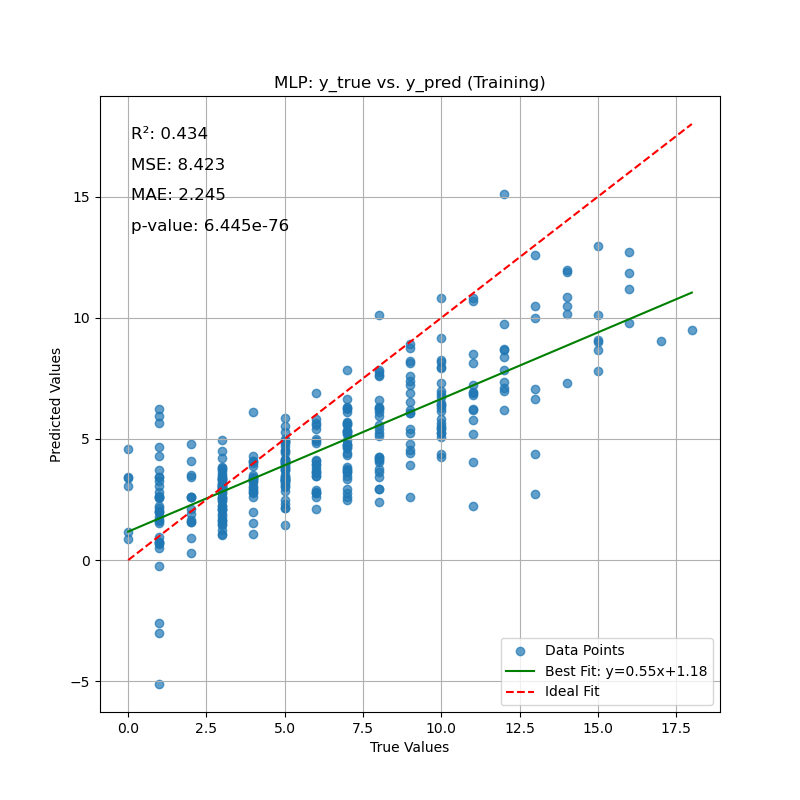 MLP: y_true vs. y_pred (Training)
R²: 0.434
MSE: 8.423
MAE: 2.245
p-value: 6.445e-76
15
10
5
0
−5
Predicted Values
0.0 2.5 5.0 7.5 10.0 12.5 15.0 17.5
True Values
Data Points
Best Fit: y=0.55x+1.18
Ideal Fit